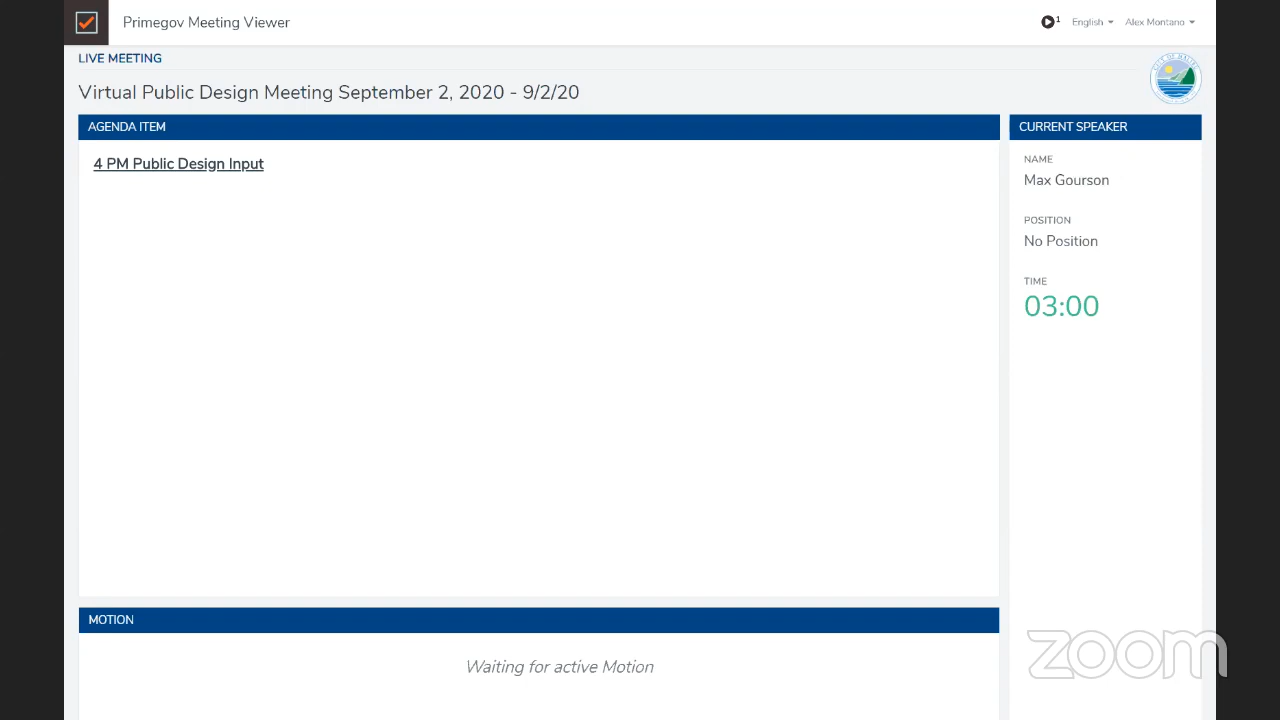 Primegov Meeting Viewer
1
English
Alex Montano
LIVE MEETING
Virtual Public Design Meeting September 2, 2020 - 9/2/20
AGENDA ITEM
4 PM Public Design Input
CURRENT SPEAKER
NAME
Max Gourson
POSITION
No Position
TIME
03:00
MOTION
Waiting for active Motion
zoom